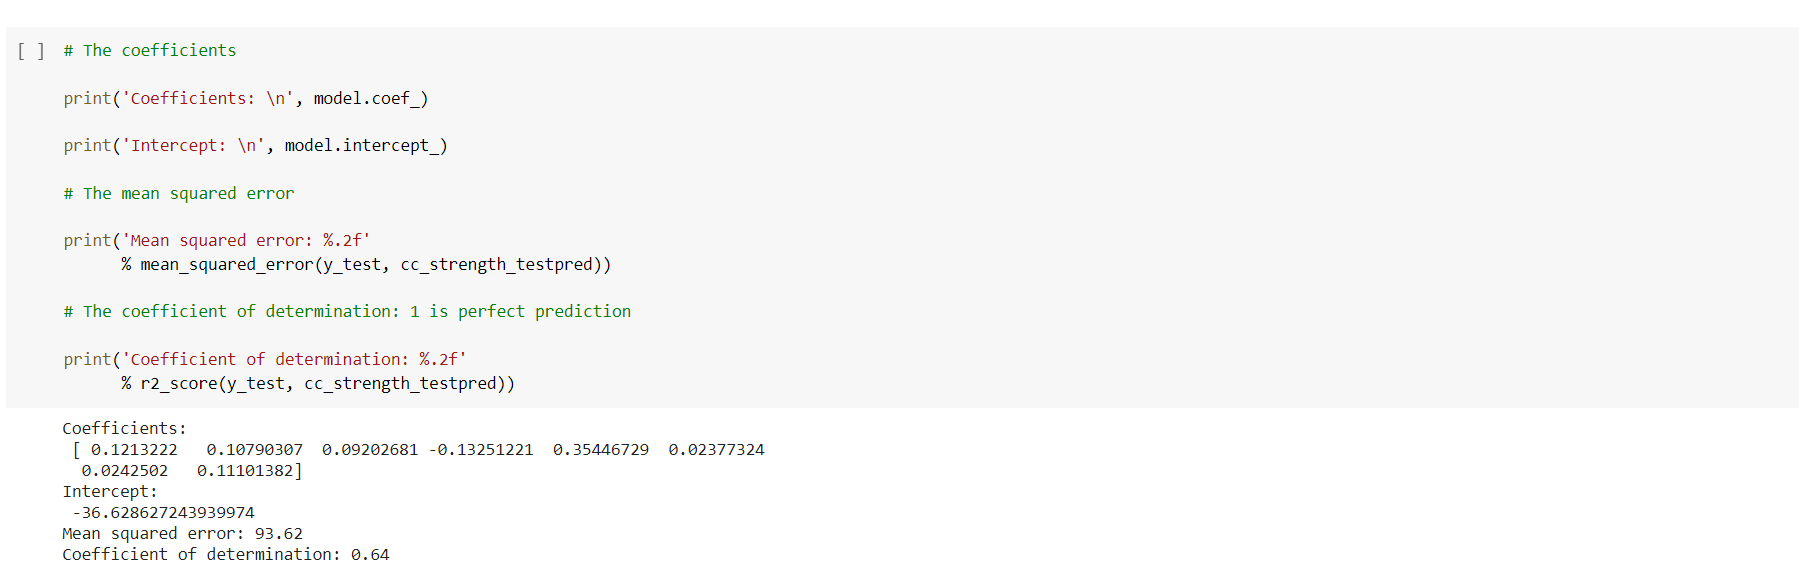 [ ] # The coefficients
print('Coefficients: \n', model.coef_)
print('Intercept: \n', model.intercept_)
# The mean squared error
print('Mean squared error: %.2f'
% mean_squared_error(y_test, cc_strength_testpred))
# The coefficient of determination: 1 is perfect prediction
print('Coefficient of determination: %.2f'
% r2_score(y_test, cc_strength_testpred))
Coefficients:
[ 0.1213222 0.10790307 0.09202681 -0.13251221 0.35446729 0.02377324
0.0242502 0.11101382]
Intercept:
-36.628627243939974
Mean squared error: 93.62
Coefficient of determination: 0.64